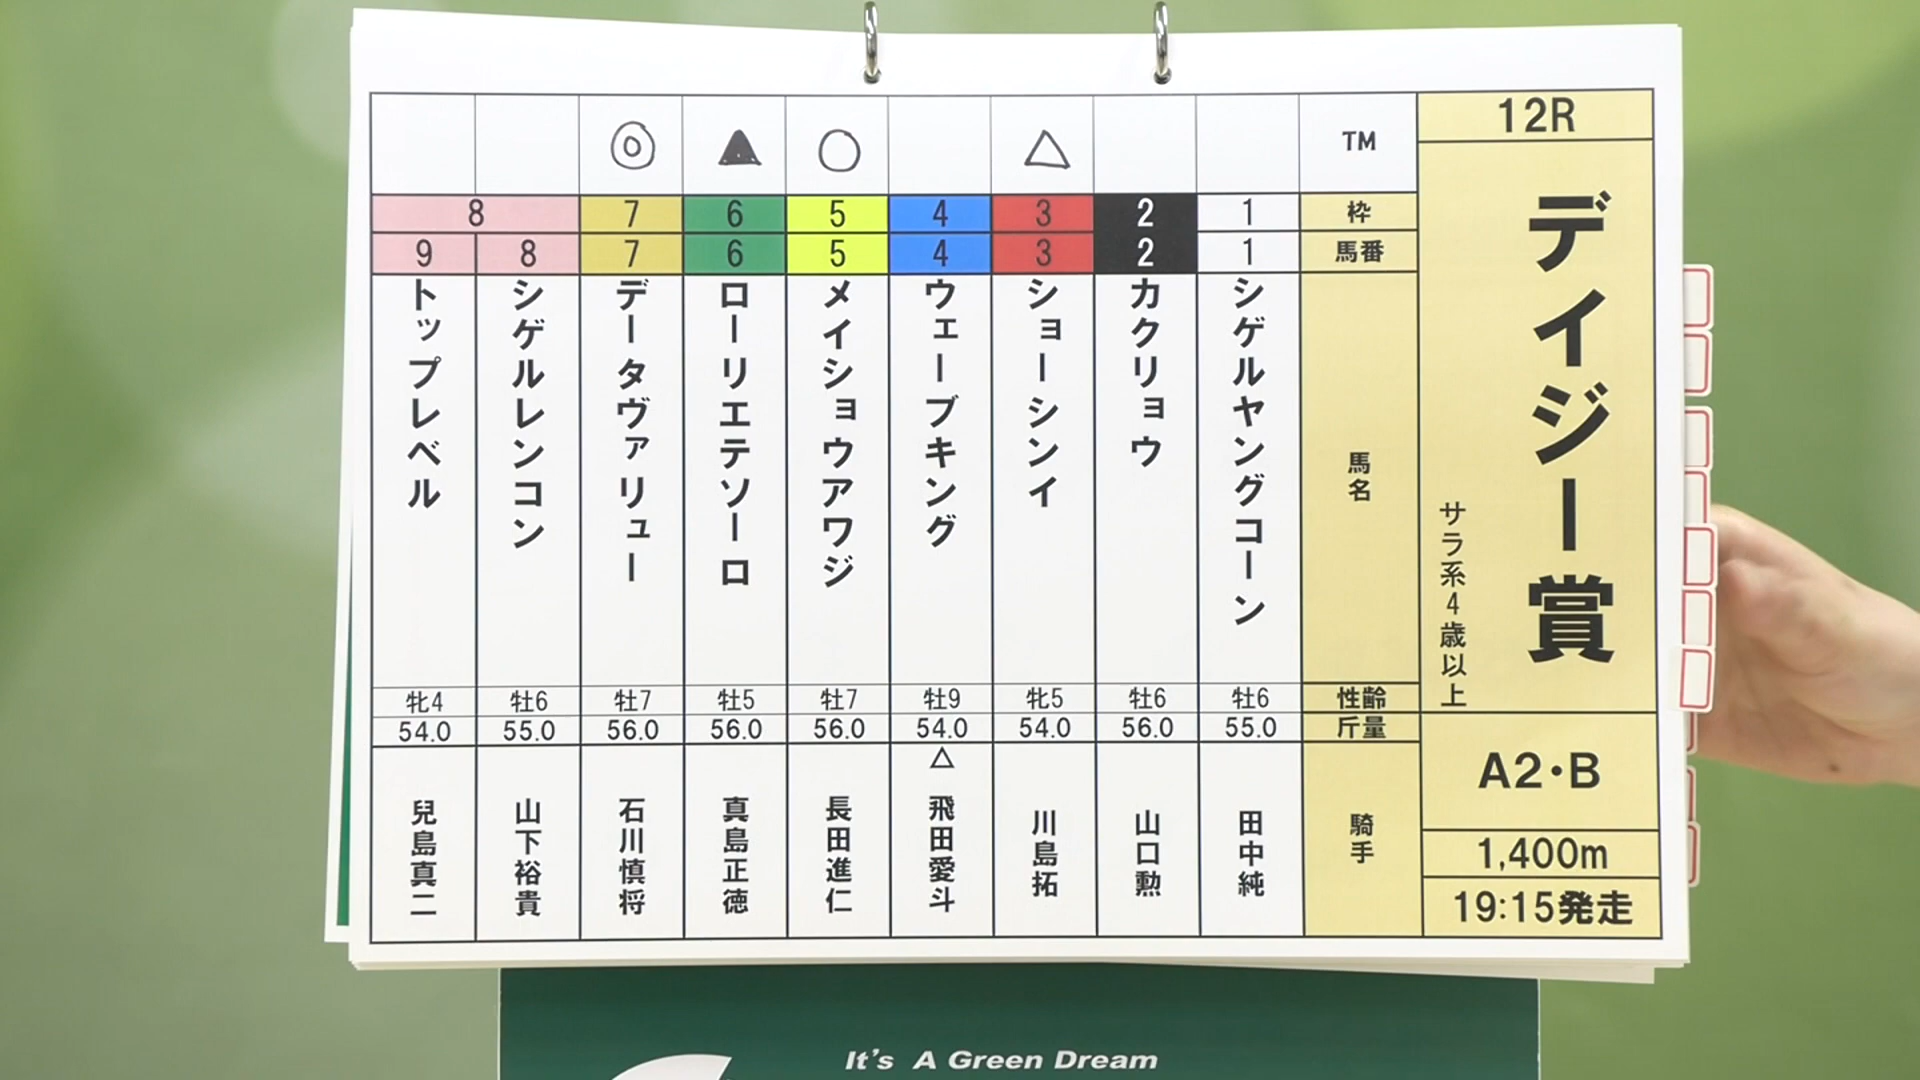 12R
デイジー賞
サラ系4歳以上
A2・B
1,400m
19:15発走
TM
枠
馬番
馬名
性齢
斤量
騎手
1
1
シゲルヤングコーン
牡6
55.0
田中純
2
2
カクリョウ
牡6
56.0
山口勲
△
3
3
ショーシンイ
牝5
54.0
川島拓
4
4
ウェーブキング
牡9
54.0
△ 飛田愛斗
○
5
5
メイショウアワジ
牡7
56.0
長田進仁
▲
6
6
ローリエテソーロ
牡5
56.0
真島正徳
◎
7
7
データヴァリュー
牡7
56.0
石川慎将
8
8
シゲルレンコン
牡6
55.0
山下裕貴
9
トップレベル
牝4
54.0
兒島真二
It's A Green Dream